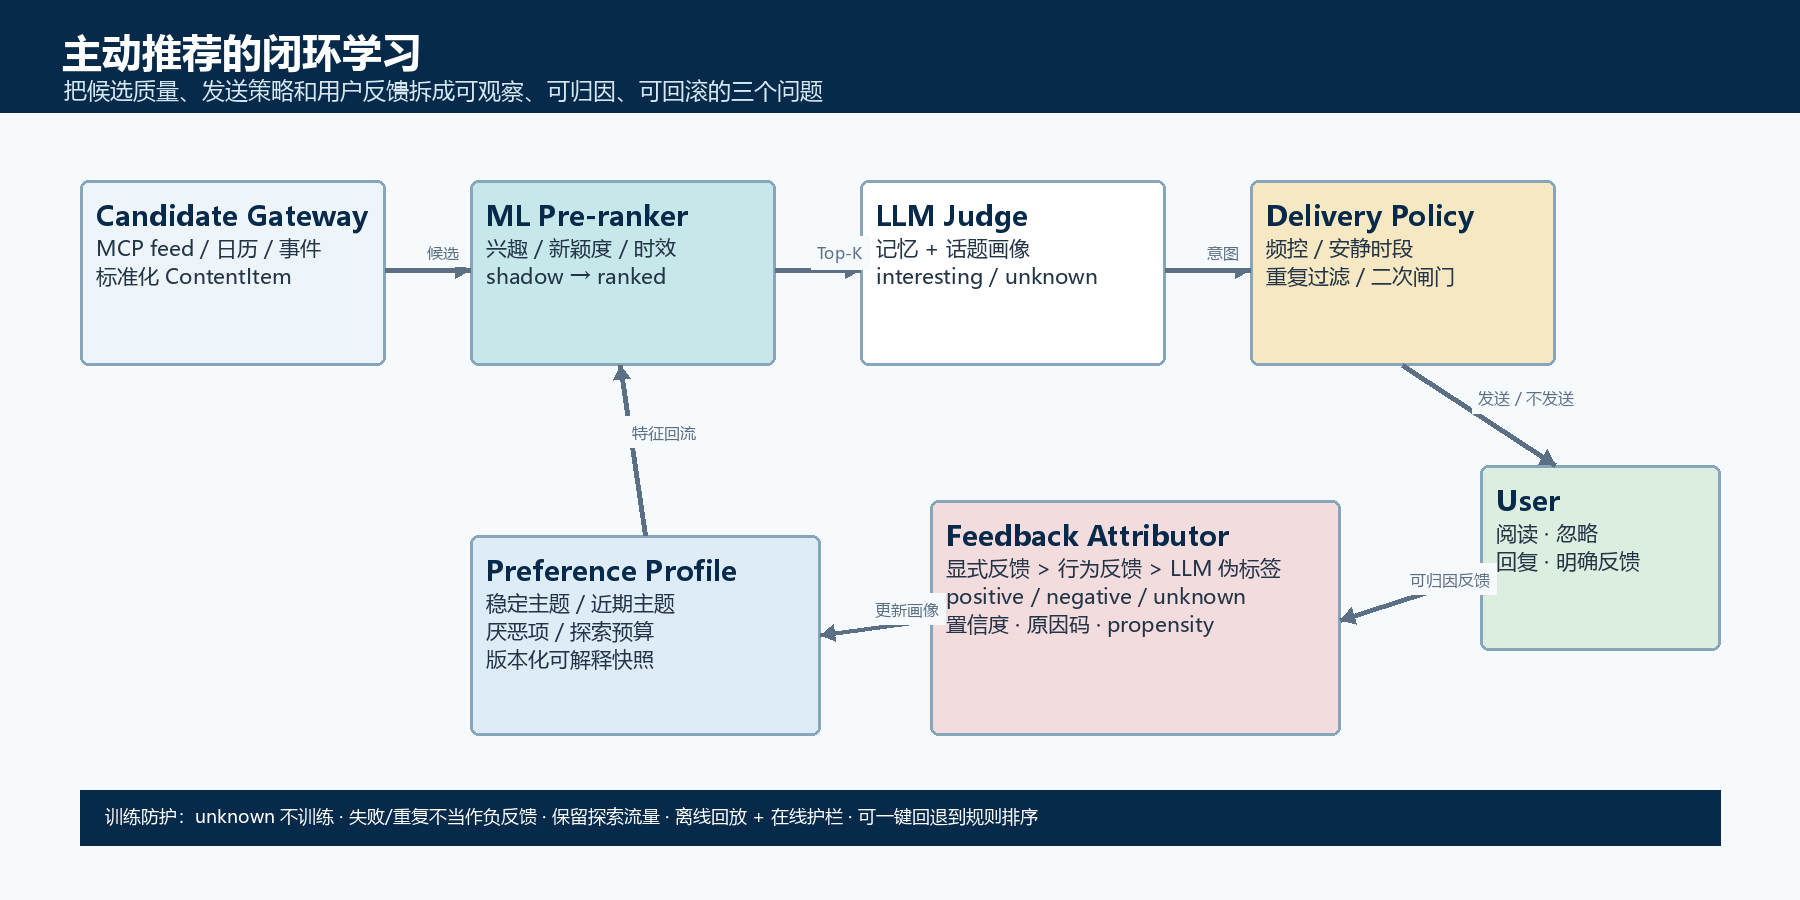 主动推荐的闭环学习
把候选质量、发送策略和用户反馈拆成可观察、可归因、可回滚的三个问题
Candidate Gateway
MCP feed / 日历 / 事件
标准化 ContentItem
候选
ML Pre-ranker
兴趣 / 新颖度 / 时效
shadow → ranked
Top-K
LLM Judge
记忆 + 话题画像
interesting / unknown
意图
Delivery Policy
频控 / 安静时段
重复过滤 / 二次闸门
发送 / 不发送
User
阅读 · 忽略
回复 · 明确反馈
可归因反馈
Feedback Attributor
显式反馈 > 行为反馈 > LLM 伪标签
positive / negative / unknown
置信度 · 原因码 · propensity
更新画像
Preference Profile
稳定主题 / 近期主题
厌恶项 / 探索预算
版本化可解释快照
特征回流
训练防护：unknown 不训练 · 失败/重复不当作负反馈 · 保留探索流量 · 离线回放 + 在线护栏 · 可一键回退到规则排序